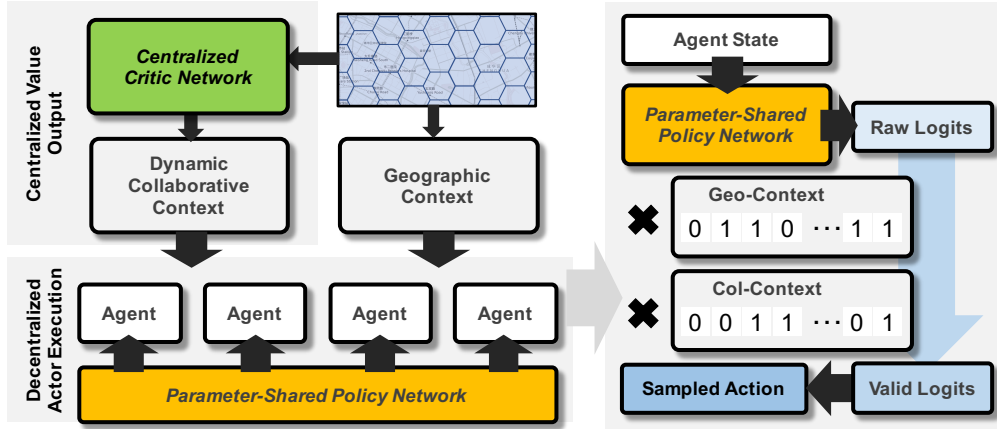 Centralized Value
Output
Centralized
Critic Network
Dynamic
Collaborative
Context
Geographic
Context
Decentralized
Actor Execution
Agent
Agent
Agent
Agent
Parameter-Shared Policy Network
Agent State
Parameter-Shared
Policy Network
Raw Logits
Geo-Context
0 1 1 0 ··· 1 1
Col-Context
0 0 1 1 ··· 0 1
Sampled Action
Valid Logits